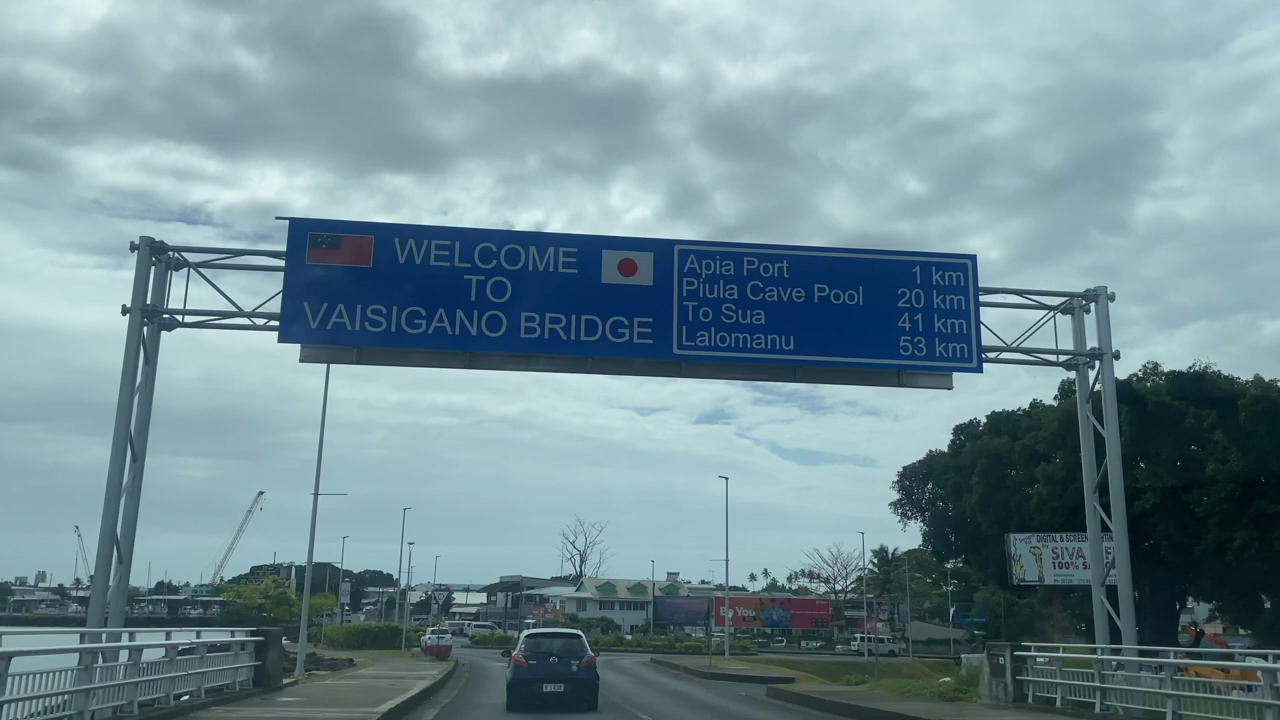 WELCOME
TO
VAISIGANO BRIDGE
Apia Port 1 km
Piula Cave Pool 20 km
To Sua 41 km
Lalomanu 53 km
DIGITAL & SCREEN
SIVA
100%
Be You